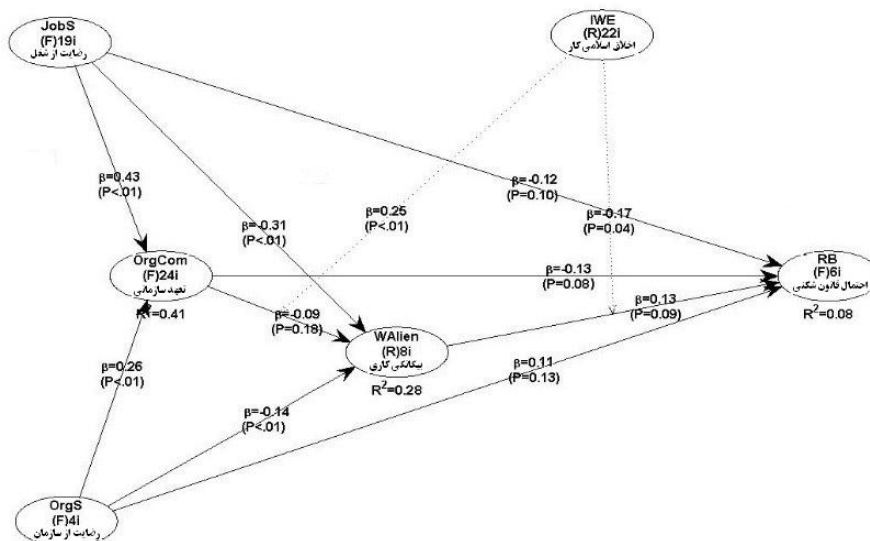 JobS
(F)19i
رضایت از شغل
IWE
(R)22i
اخلاق اسلامی کار
β=0.43
(P<.01)
β=-0.31
(P<.01)
β=0.25
(P<.01)
β=-0.12
(P=0.10)
β=-0.17
(P=0.04)
OrgCom
(F)24i
تعهد سازمانی
R²=0.41
β=-0.13
(P=0.08)
RB
(F)6i
احتمال قانون شکنی
R²=0.08
β=-0.09
(P=0.18)
β=0.13
(P=0.09)
WAlien
(R)8i
بیگانگی کاری
R²=0.28
β=0.26
(P<.01)
β=-0.14
(P<.01)
β=0.11
(P=0.13)
OrgS
(F)4i
رضایت از سازمان